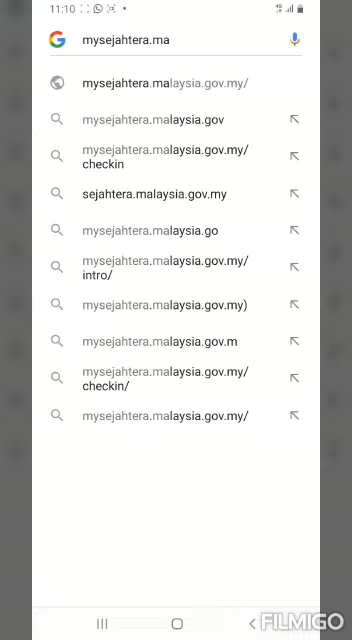 11:10
mysejahtera.ma
mysejahtera.malaysia.gov.my/
mysejahtera.malaysia.gov
mysejahtera.malaysia.gov.my/
checkin
sejahtera.malaysia.gov.my
mysejahtera.malaysia.go
mysejahtera.malaysia.gov.my/
intro/
mysejahtera.malaysia.gov.my)
mysejahtera.malaysia.gov.m
mysejahtera.malaysia.gov.my/
checkin/
mysejahtera.malaysia.gov.my/
FILMIGO